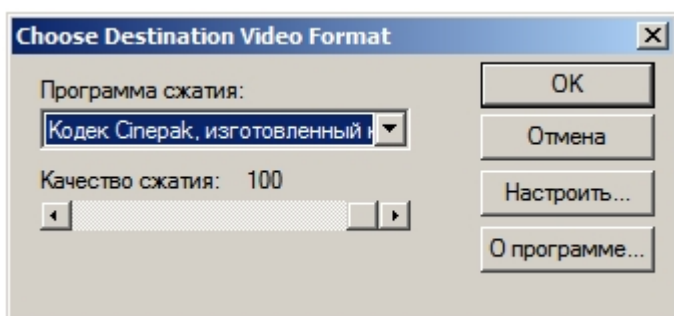 Choose Destination Video Format
Программа сжатия:
Кодек Cinepak, изготовленный
Качество сжатия: 100
OK
Отмена
Настроить...
О программе...